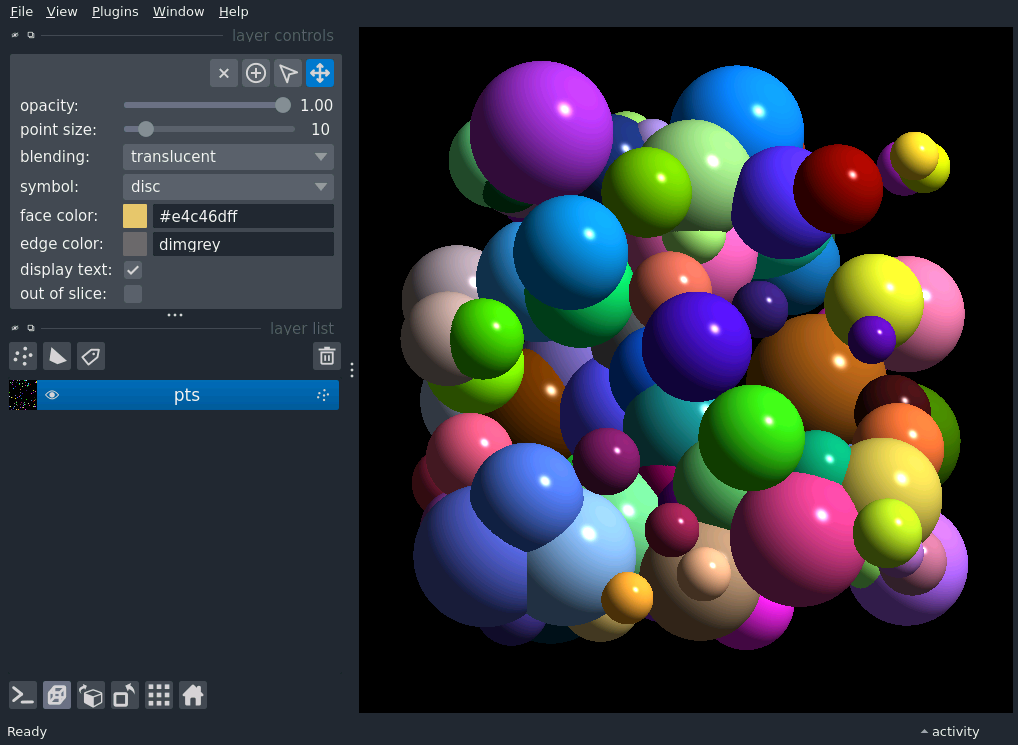 File View Plugins Window Help
layer controls
opacity: 1.00
point size: 10
blending: translucent
symbol: disc
face color: #e4c46dff
edge color: dimgrey
display text:
out of slice:
layer list
pts
Ready activity